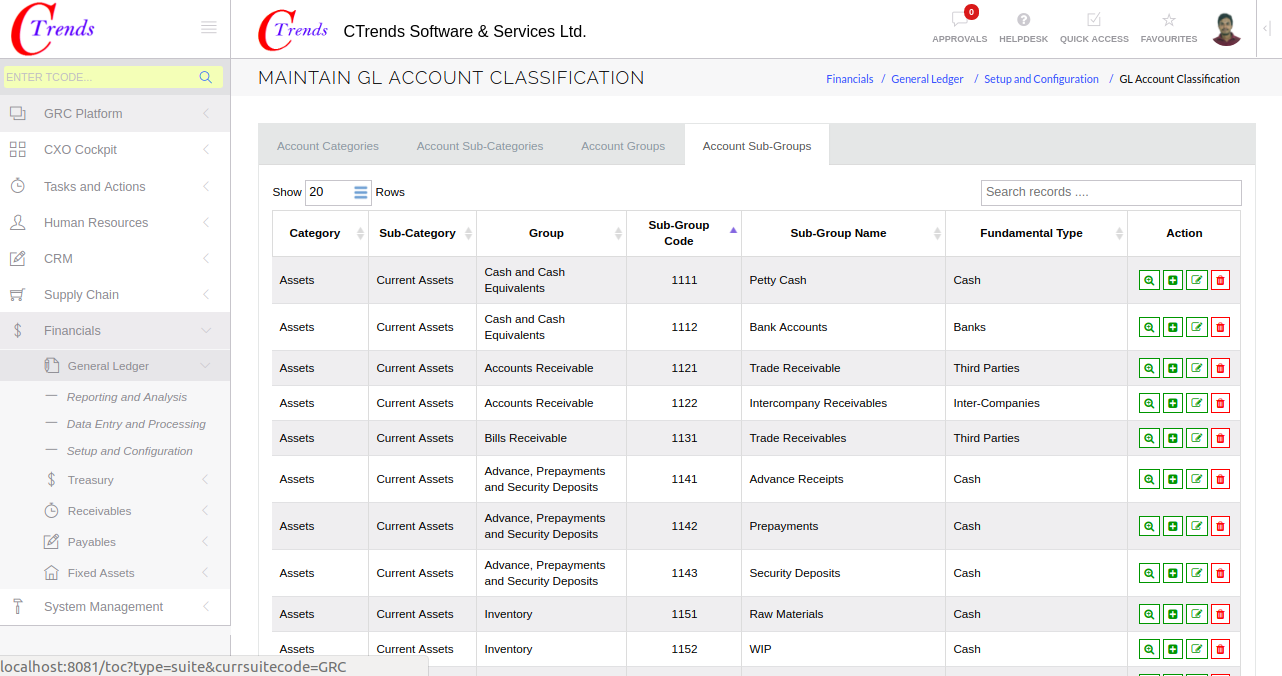 CTrends
CTrends
CTrends Software & Services Ltd.
0
APPROVALS
HELPDESK
QUICK ACCESS
FAVOURITES
ENTER TCODE...
GRC Platform
CXO Cockpit
Tasks and Actions
Human Resources
CRM
Supply Chain
Financials
General Ledger
Reporting and Analysis
Data Entry and Processing
Setup and Configuration
Treasury
Receivables
Payables
Fixed Assets
System Management
MAINTAIN GL ACCOUNT CLASSIFICATION
Financials / General Ledger / Setup and Configuration / GL Account Classification
Account Categories Account Sub-Categories Account Groups Account Sub-Groups
Show 20 Rows Search records ....
Category Sub-Category Group Sub-Group Code Sub-Group Name Fundamental Type Action
Assets Current Assets Cash and Cash Equivalents 1111 Petty Cash Cash
Assets Current Assets Cash and Cash Equivalents 1112 Bank Accounts Banks
Assets Current Assets Accounts Receivable 1121 Trade Receivable Third Parties
Assets Current Assets Accounts Receivable 1122 Intercompany Receivables Inter-Companies
Assets Current Assets Bills Receivable 1131 Trade Receivables Third Parties
Assets Current Assets Advance, Prepayments and Security Deposits 1141 Advance Receipts Cash
Assets Current Assets Advance, Prepayments and Security Deposits 1142 Prepayments Cash
Assets Current Assets Advance, Prepayments and Security Deposits 1143 Security Deposits Cash
Assets Current Assets Inventory 1151 Raw Materials Cash
Assets Current Assets Inventory 1152 WIP Cash
localhost:8081/toc?type=suite&currsuitecode=GRC